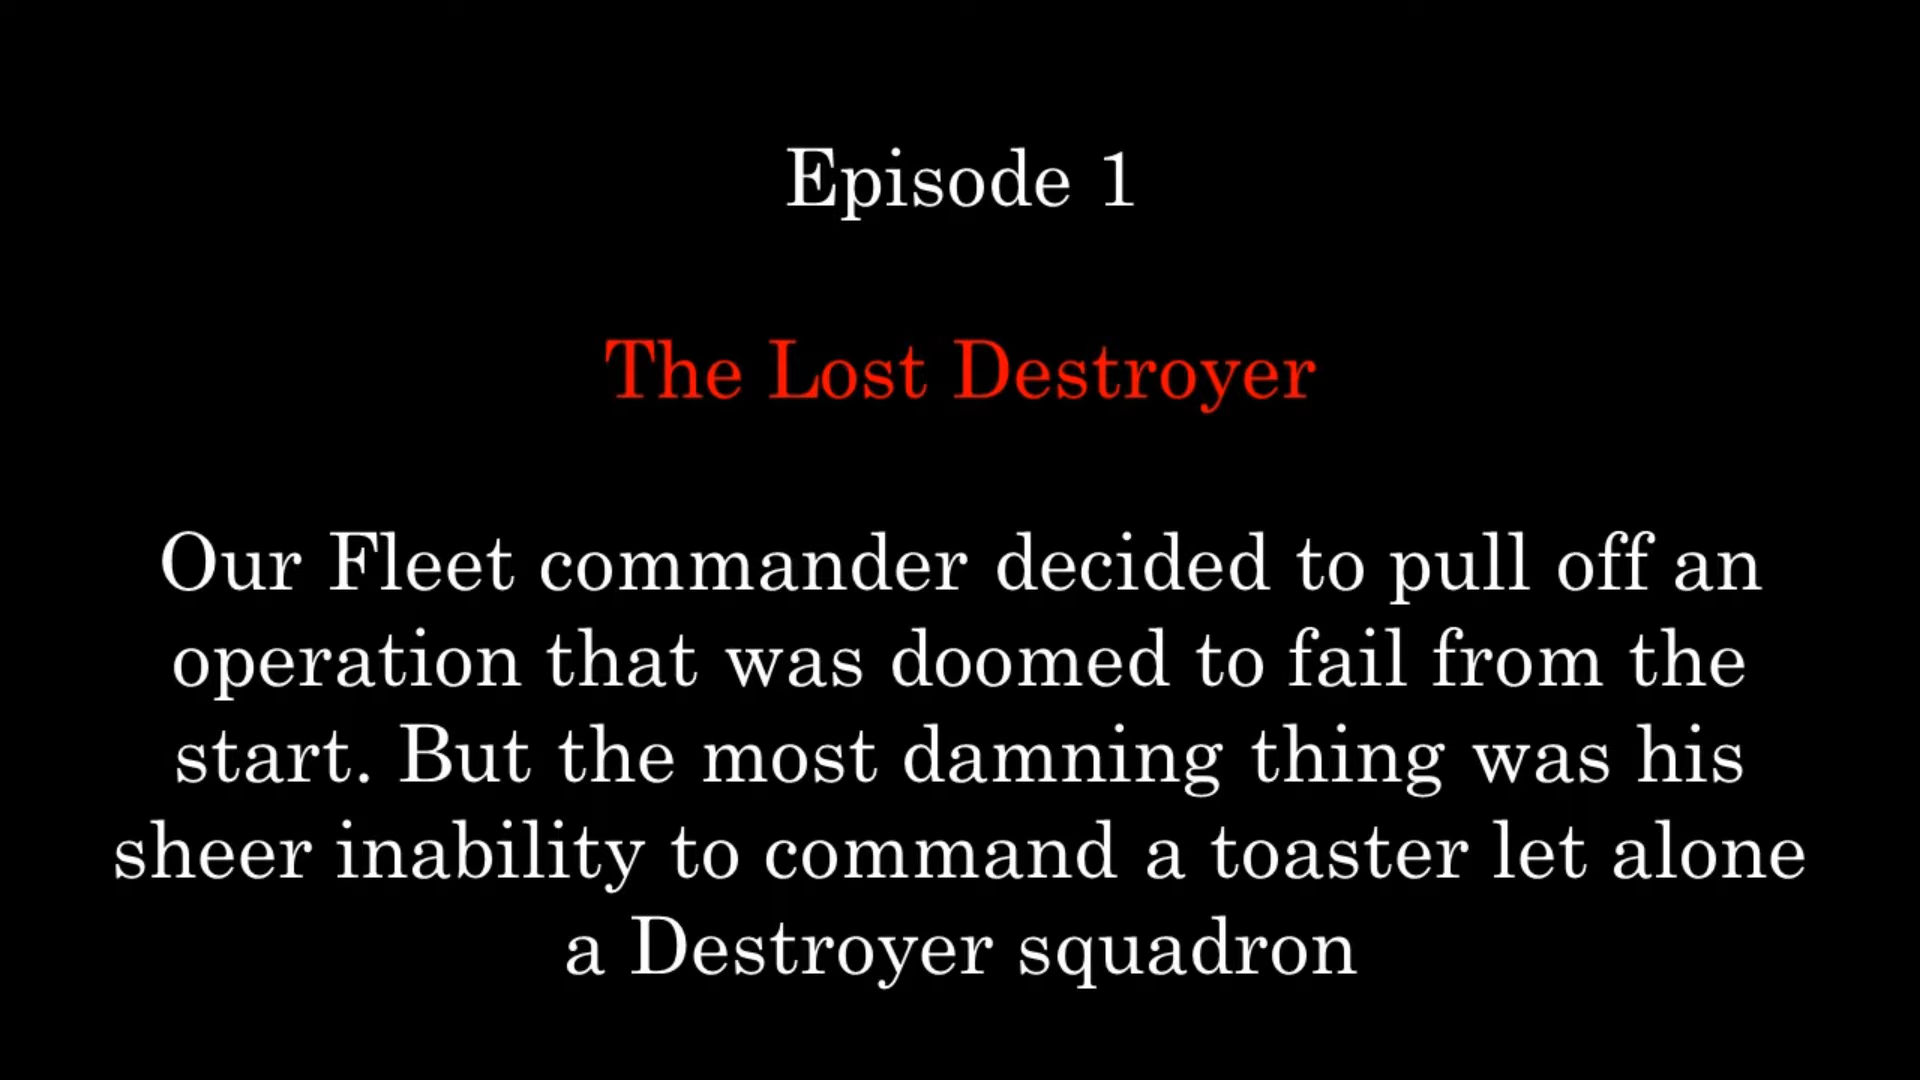 Episode 1
The Lost Destroyer
Our Fleet commander decided to pull off an
operation that was doomed to fail from the
start. But the most damning thing was his
sheer inability to command a toaster let alone
a Destroyer squadron